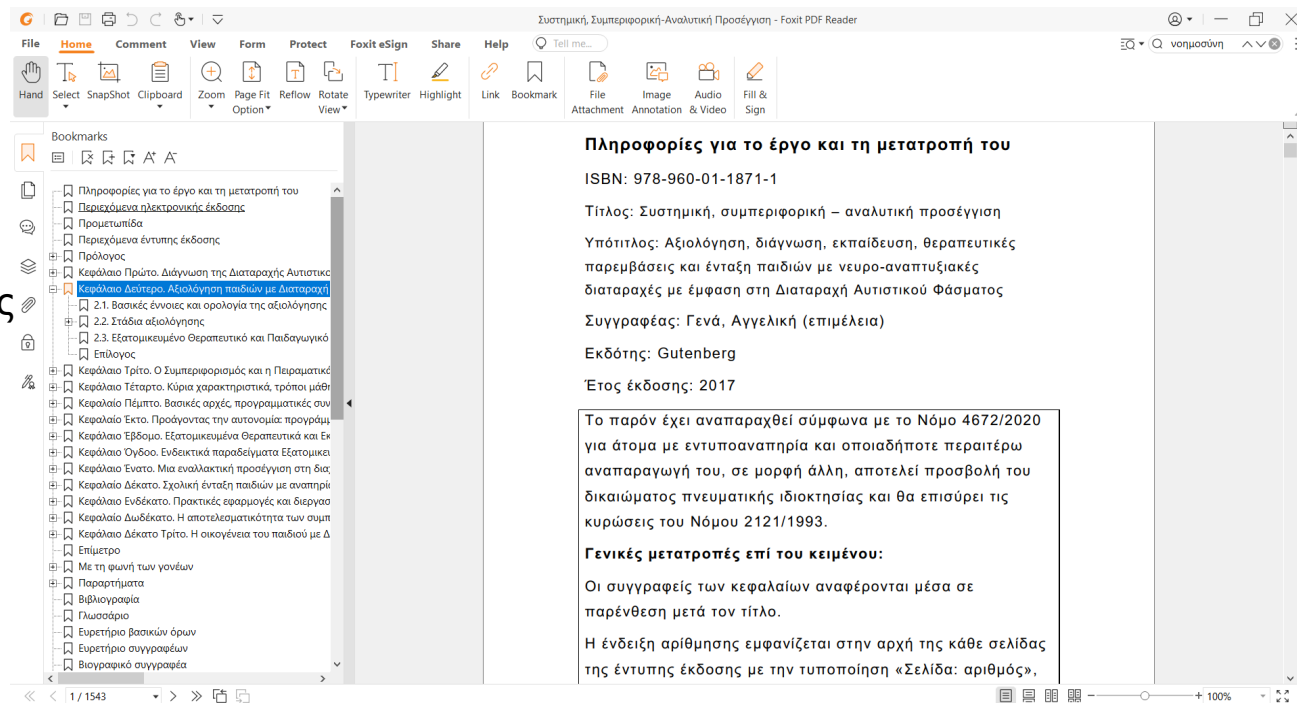 Συστημική, Συμπεριφορική-Αναλυτική Προσέγγιση - Foxit PDF Reader
File Home Comment View Form Protect Foxit eSign Share Help Tell me... νοημοσύνη
Hand Select SnapShot Clipboard Zoom Page Fit Option Reflow Rotate View Typewriter Highlight Link Bookmark File Attachment Image Annotation Audio & Video Fill & Sign
Bookmarks
Πληροφορίες για το έργο και τη μετατροπή του
Περιεχόμενα ηλεκτρονικής έκδοσης
Προμετωπίδα
Περιεχόμενα έντυπης έκδοσης
Πρόλογος
Κεφάλαιο Πρώτο. Διάγνωση της Διαταραχής Αυτιστικο
Κεφάλαιο Δεύτερο. Αξιολόγηση παιδιών με Διαταραχή
2.1. Βασικές έννοιες και ορολογία της αξιολόγησης
2.2. Στάδια αξιολόγησης
2.3. Εξατομικευμένο Θεραπευτικό και Παιδαγωγικό
Επίλογος
Κεφάλαιο Τρίτο. Ο Συμπεριφορισμός και η Πειραματικ
Κεφάλαιο Τέταρτο. Κύρια χαρακτηριστικά, τρόποι μάθη
Κεφαλαίο Πέμπτο. Βασικές αρχές, προγραμματικές συν
Κεφαλαίο Έκτο. Προάγοντας την αυτονομία: προγράμμ
Κεφάλαιο Έβδομο. Εξατομικευμένα Θεραπευτικά και Εκ
Κεφάλαιο Όγδοο. Ενδεικτικά παραδείγματα Εξατομικευ
Κεφάλαιο Ένατο. Μια εναλλακτική προσέγγιση στη δια
Κεφάλαιο Δέκατο. Σχολική ένταξη παιδιών με αναπηρί
Κεφάλαιο Ενδέκατο. Πρακτικές εφαρμογές και διεργασ
Κεφαλαίο Δωδέκατο. Η αποτελεσματικότητα των συμπ
Κεφάλαιο Δέκατο Τρίτο. Η οικογένεια του παιδιού με Δ
Επίμετρο
Με τη φωνή των γονέων
Παραρτήματα
Βιβλιογραφία
Γλωσσάριο
Ευρετήριο βασικών όρων
Ευρετήριο συγγραφέων
Βιογραφικό συγγραφέα
ς
Πληροφορίες για το έργο και τη μετατροπή του
ISBN: 978-960-01-1871-1
Τίτλος: Συστημική, συμπεριφορική – αναλυτική προσέγγιση
Υπότιτλος: Αξιολόγηση, διάγνωση, εκπαίδευση, θεραπευτικές
παρεμβάσεις και ένταξη παιδιών με νευρο-αναπτυξιακές
διαταραχές με έμφαση στη Διαταραχή Αυτιστικού Φάσματος
Συγγραφέας: Γενά, Αγγελική (επιμέλεια)
Εκδότης: Gutenberg
Έτος έκδοσης: 2017
Το παρόν έχει αναπαραχθεί σύμφωνα με το Νόμο 4672/2020
για άτομα με εντυποαναπηρία και οποιαδήποτε περαιτέρω
αναπαραγωγή του, σε μορφή άλλη, αποτελεί προσβολή του
δικαιώματος πνευματικής ιδιοκτησίας και θα επισύρει τις
κυρώσεις του Νόμου 2121/1993.
Γενικές μετατροπές επί του κειμένου:
Οι συγγραφείς των κεφαλαίων αναφέρονται μέσα σε
παρένθεση μετά τον τίτλο.
Η ένδειξη αρίθμησης εμφανίζεται στην αρχή της κάθε σελίδας
της έντυπης έκδοσης με την τυποποίηση «Σελίδα: αριθμός»,
1 / 1543
100%